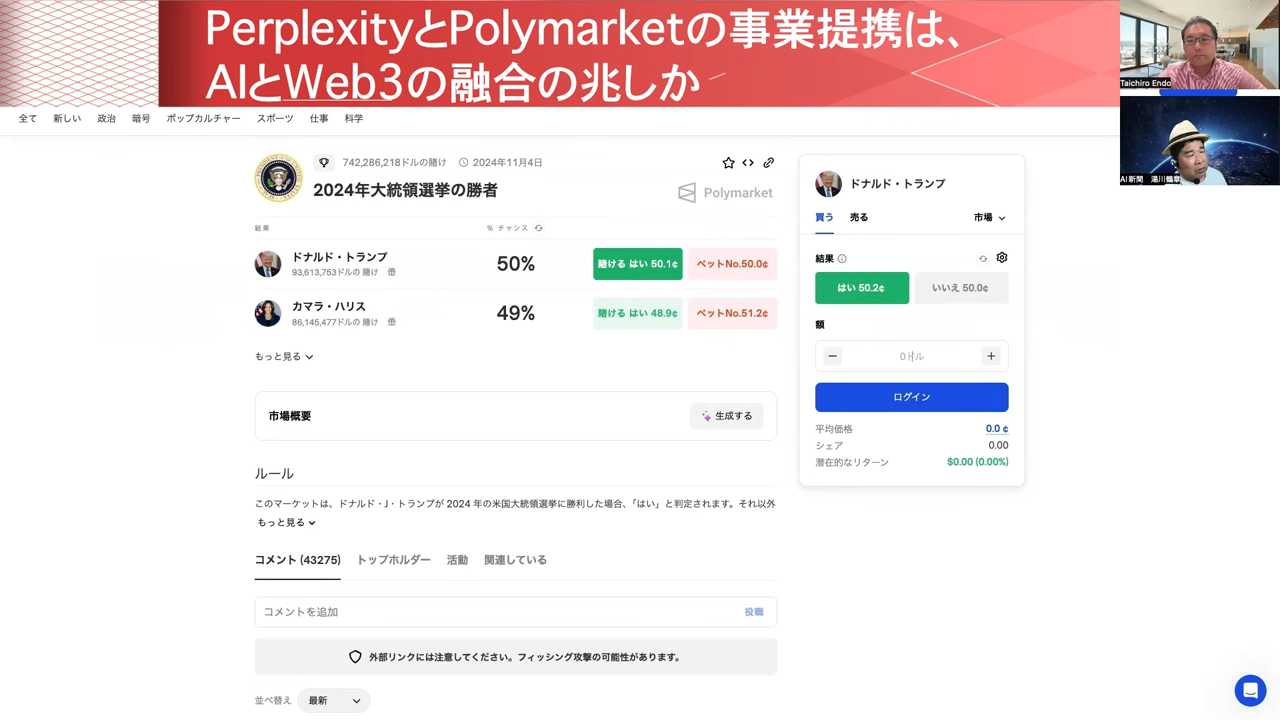 PerplexityとPolymarketの事業提携は、
AIとWeb3の融合の兆しか
Taichiro Endo
AI新聞 湯川鶴章
全て 新しい 政治 暗号 ポップカルチャー スポーツ 仕事 科学
742,286,218ドルの賭け 2024年11月4日
2024年大統領選挙の勝者
Polymarket
結果 % チャンス
ドナルド・トランプ
93,613,753ドルの 賭け
50%
賭ける はい 50.1¢ ベットNo.50.0¢
カマラ・ハリス
86,145,477ドルの 賭け
49%
賭ける はい 48.9¢ ベットNo.51.2¢
もっと見る
市場概要 生成する
ルール
このマーケットは、ドナルド・J・トランプが 2024 年の米国大統領選挙に勝利した場合、「はい」と判定されます。それ以外
もっと見る
コメント (43275) トップホルダー 活動 関連している
コメントを追加 役職
外部リンクには注意してください。フィッシング攻撃の可能性があります。
並べ替え 最新
ドナルド・トランプ
買う 売る 市場
結果
はい 50.2¢ いいえ 50.0¢
額
0ドル
ログイン
平均価格 0.0 ¢
シェア 0.00
潜在的なリターン $0.00 (0.00%)